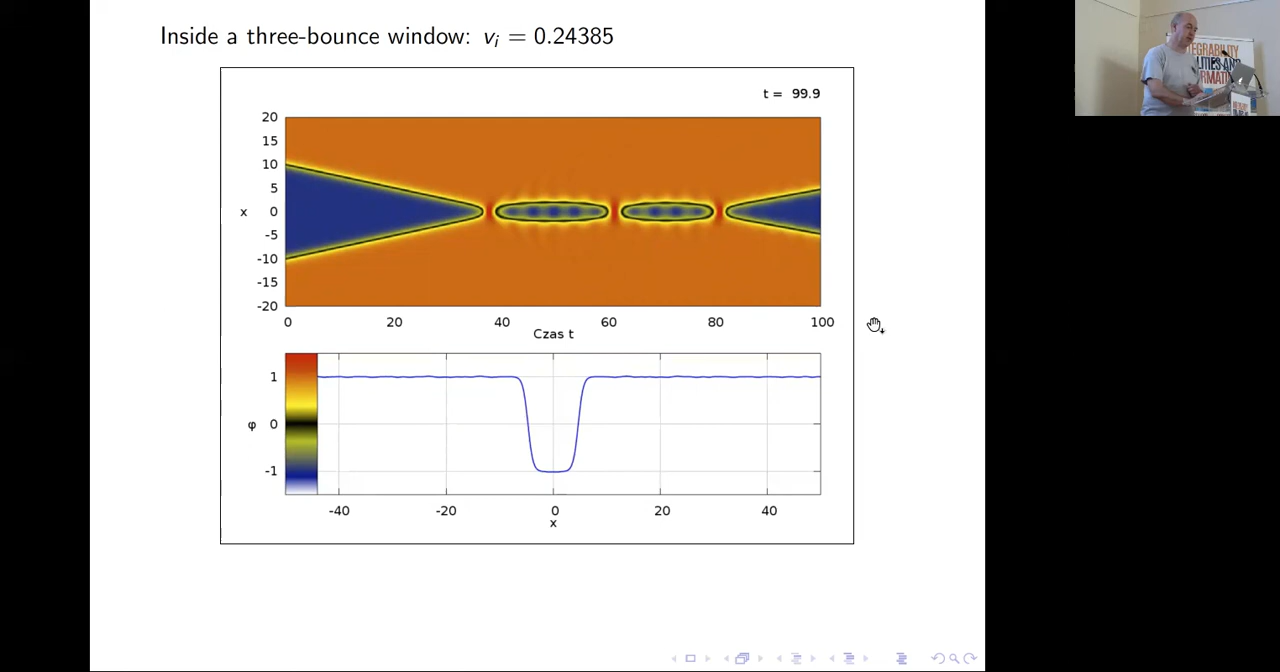 Inside a three-bounce window: vᵢ = 0.24385
t = 99.9
20
15
10
5
x 0
-5
-10
-15
-20
0 20 40 60 80 100
Czas t
1
φ 0
-1
-40 -20 0 20 40
x